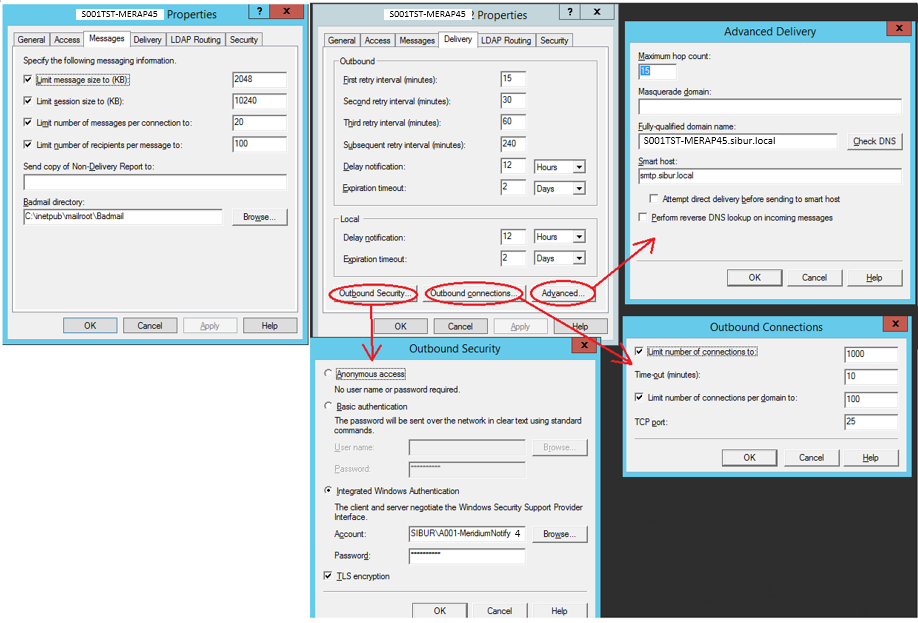 S001TST-MERAP45 Properties ? x
General Access Messages Delivery LDAP Routing Security
Specify the following messaging information.
Limit message size to (KB): 2048
Limit session size to (KB): 10240
Limit number of messages per connection to: 20
Limit number of recipients per message to: 100
Send copy of Non-Delivery Report to:
Badmail directory:
C:\inetpub\mailroot\Badmail Browse...
OK Cancel Apply Help
S001TST-MERAP45 2 Properties ? x
General Access Messages Delivery LDAP Routing Security
Outbound
First retry interval (minutes): 15
Second retry interval (minutes): 30
Third retry interval (minutes): 60
Subsequent retry interval (minutes): 240
Delay notification: 12 Hours
Expiration timeout: 2 Days
Local
Delay notification: 12 Hours
Expiration timeout: 2 Days
Outbound Security... Outbound connections... Advanced...
OK Cancel Apply Help
Advanced Delivery x
Maximum hop count:
15
Masquerade domain:
Fully-qualified domain name:
S001TST-MERAP45.sibur.local Check DNS
Smart host:
smtp.sibur.local
Attempt direct delivery before sending to smart host
Perform reverse DNS lookup on incoming messages
OK Cancel Help
Outbound Connections x
Limit number of connections to: 1000
Time-out (minutes): 10
Limit number of connections per domain to: 100
TCP port: 25
OK Cancel Help
Outbound Security x
Anonymous access
No user name or password required.
Basic authentication
The password will be sent over the network in clear text using standard
commands.
User name: Browse...
Password: **********
Integrated Windows Authentication
The client and server negotiate the Windows Security Support Provider
Interface.
Account: SIBUR\A001-MeridiumNotify 4 Browse...
Password: **********
TLS encryption
OK Cancel Help